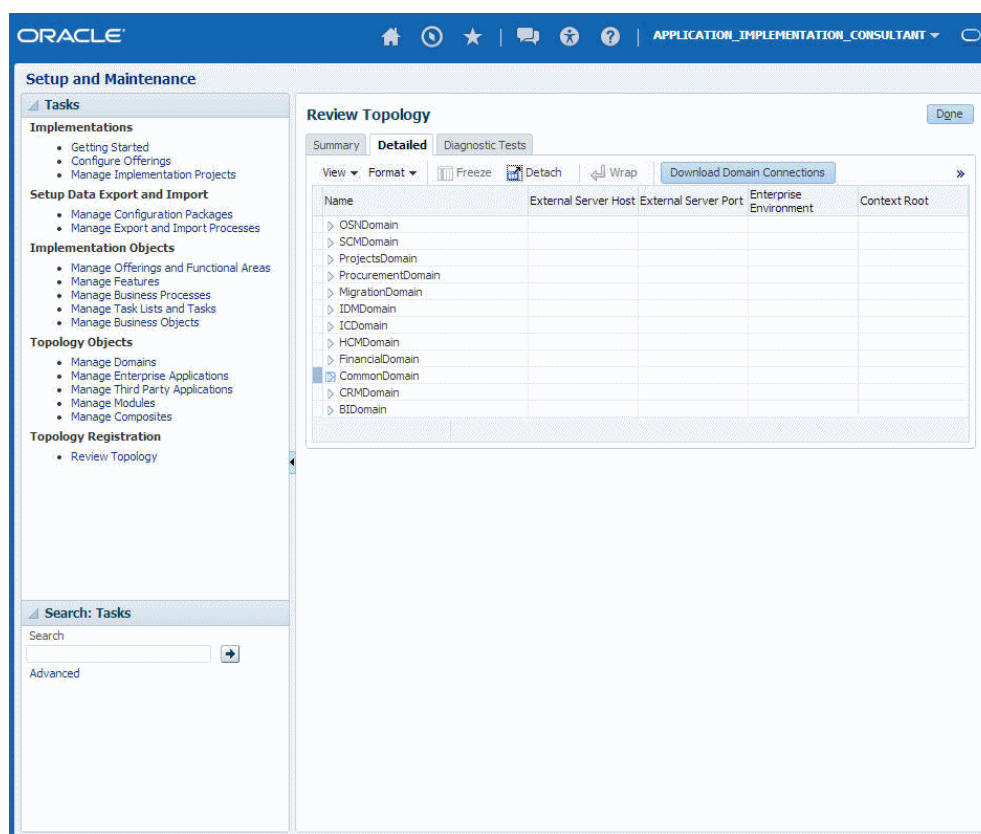 ORACLE
APPLICATION_IMPLEMENTATION_CONSULTANT
Setup and Maintenance
Tasks
Implementations
Getting Started
Configure Offerings
Manage Implementation Projects
Setup Data Export and Import
Manage Configuration Packages
Manage Export and Import Processes
Implementation Objects
Manage Offerings and Functional Areas
Manage Features
Manage Business Processes
Manage Task Lists and Tasks
Manage Business Objects
Topology Objects
Manage Domains
Manage Enterprise Applications
Manage Third Party Applications
Manage Modules
Manage Composites
Topology Registration
Review Topology
Search: Tasks
Search
Advanced
Review Topology
Done
Summary Detailed Diagnostic Tests
View Format Freeze Detach Wrap Download Domain Connections »
Name External Server Host External Server Port Enterprise Environment Context Root
OSNDomain
SCMDomain
ProjectsDomain
ProcurementDomain
MigrationDomain
IDMDomain
ICDomain
HCMDomain
FinancialDomain
CommonDomain
CRMDomain
BIDomain